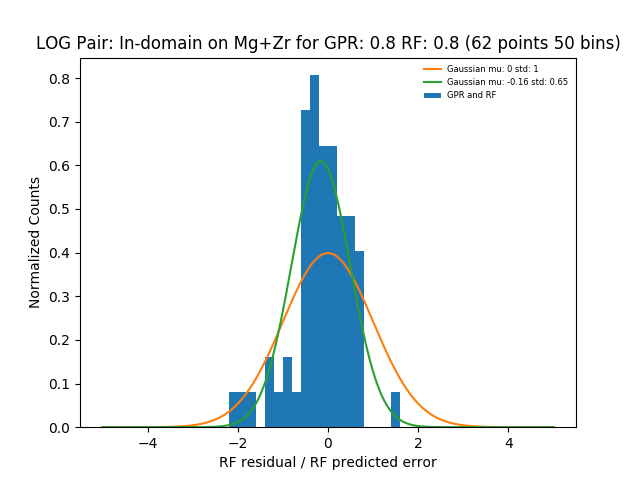 LOG Pair: In-domain on Mg+Zr for GPR: 0.8 RF: 0.8 (62 points 50 bins)
Gaussian mu: 0 std: 1
Gaussian mu: -0.16 std: 0.65
GPR and RF
Normalized Counts
0.8
0.7
0.6
0.5
0.4
0.3
0.2
0.1
0.0
−4 −2 0 2 4
RF residual / RF predicted error